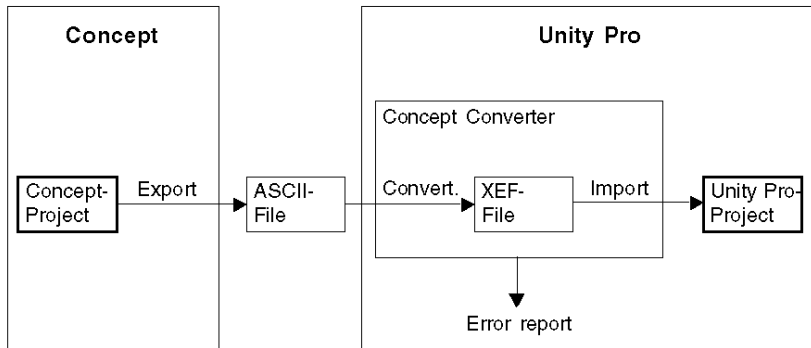 Concept
Unity Pro
Concept Converter
Concept-
Project
Export
ASCII-
File
Convert.
XEF-
File
Import
Unity Pro-
Project
Error report